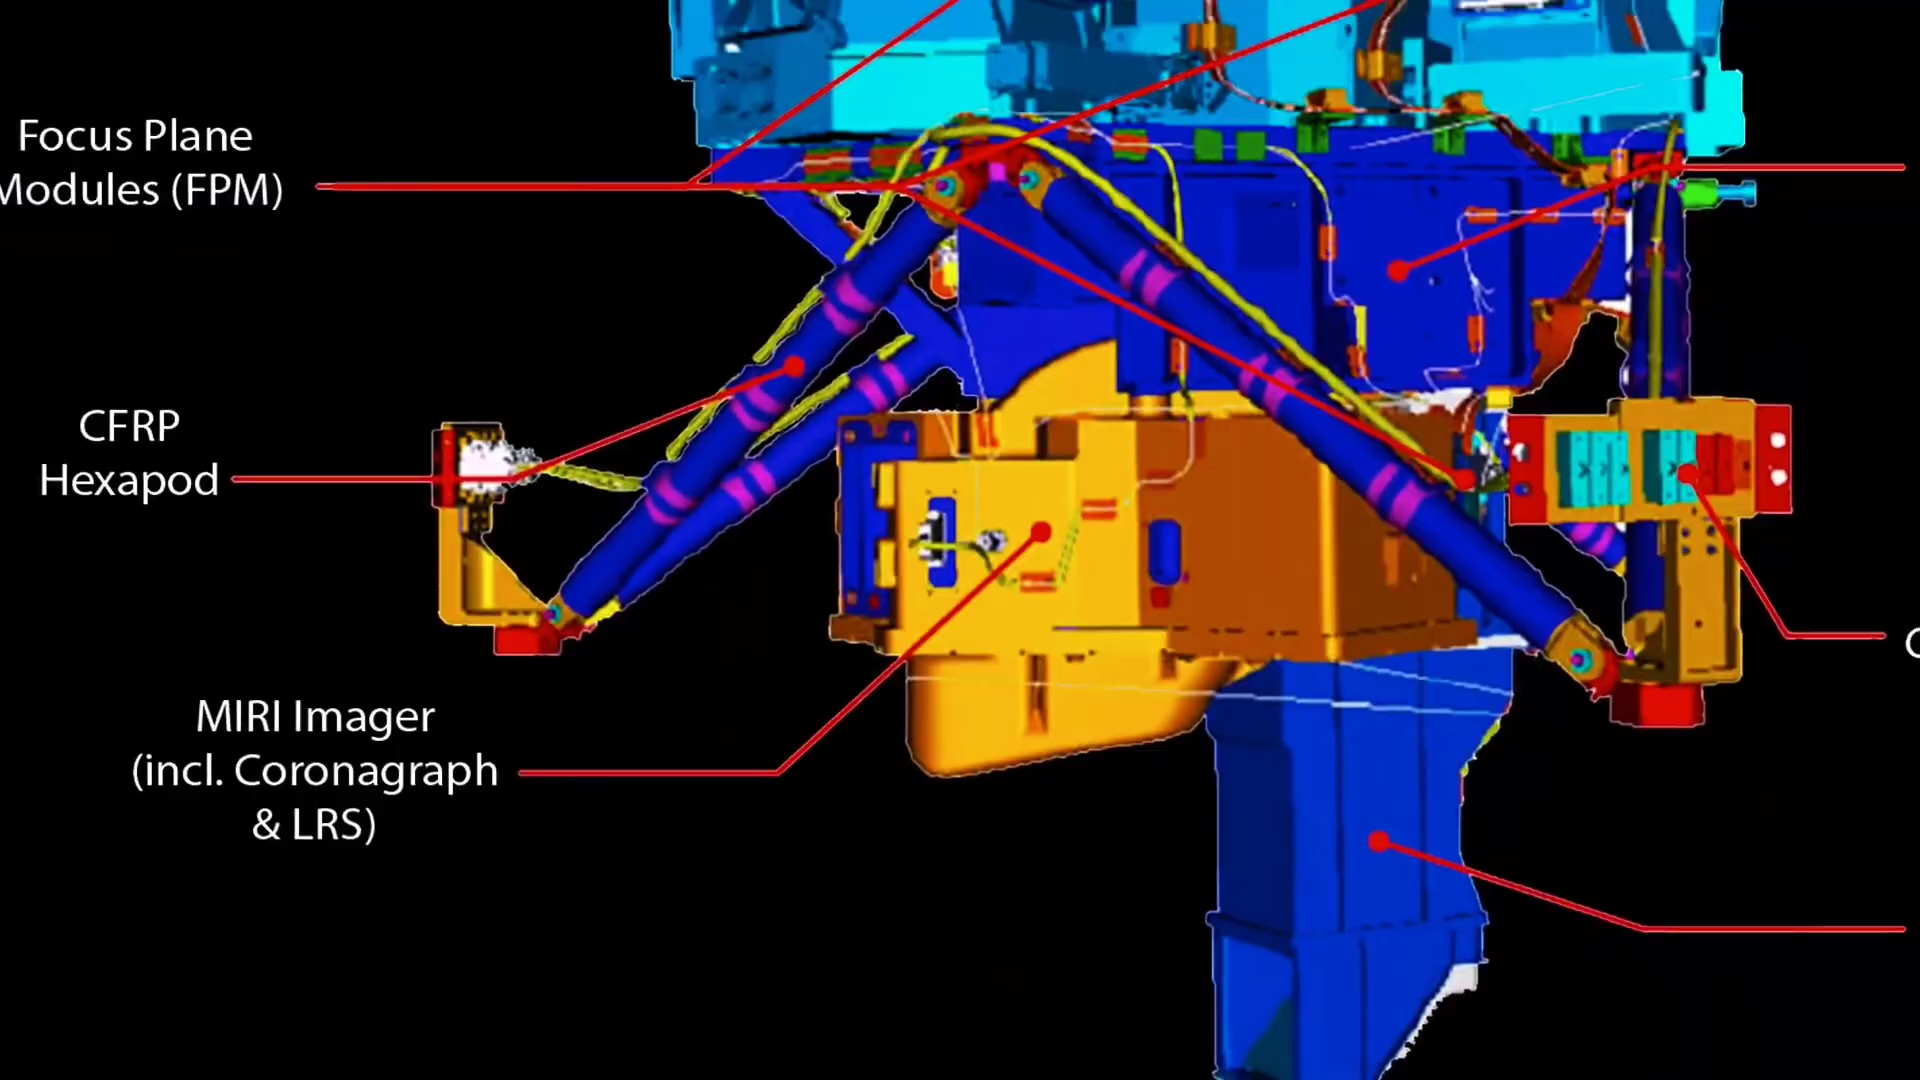 Focus Plane
Modules (FPM)
CFRP
Hexapod
MIRI Imager
(incl. Coronagraph
& LRS)